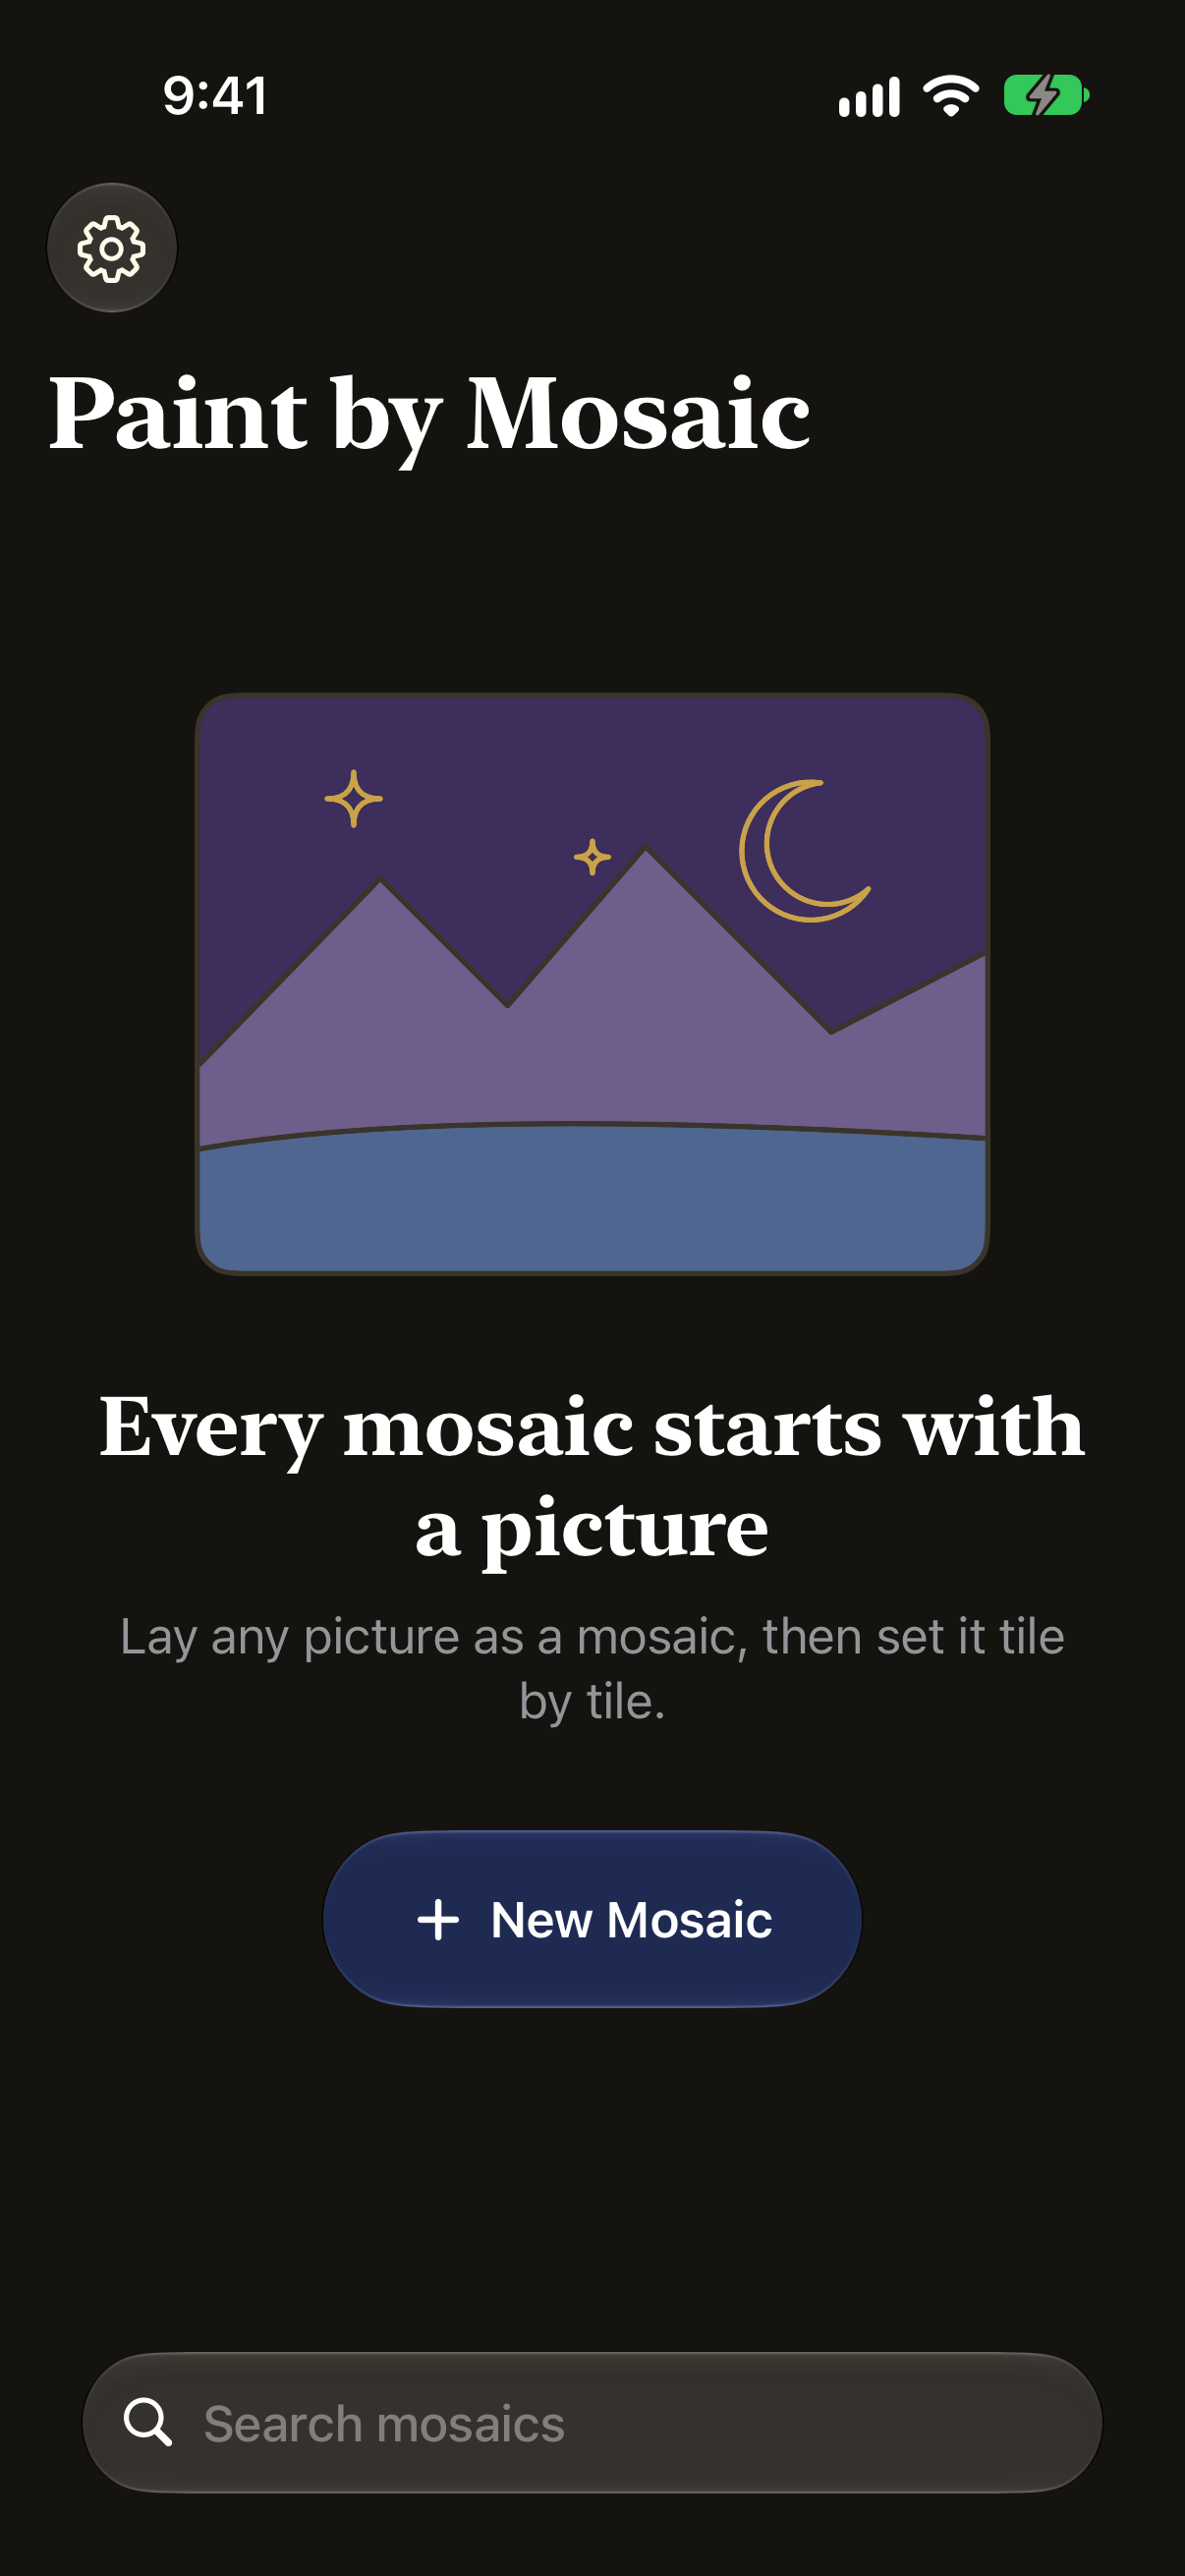 9:41
Paint by Mosaic
Every mosaic starts with
a picture
Lay any picture as a mosaic, then set it tile
by tile.
New Mosaic
Search mosaics